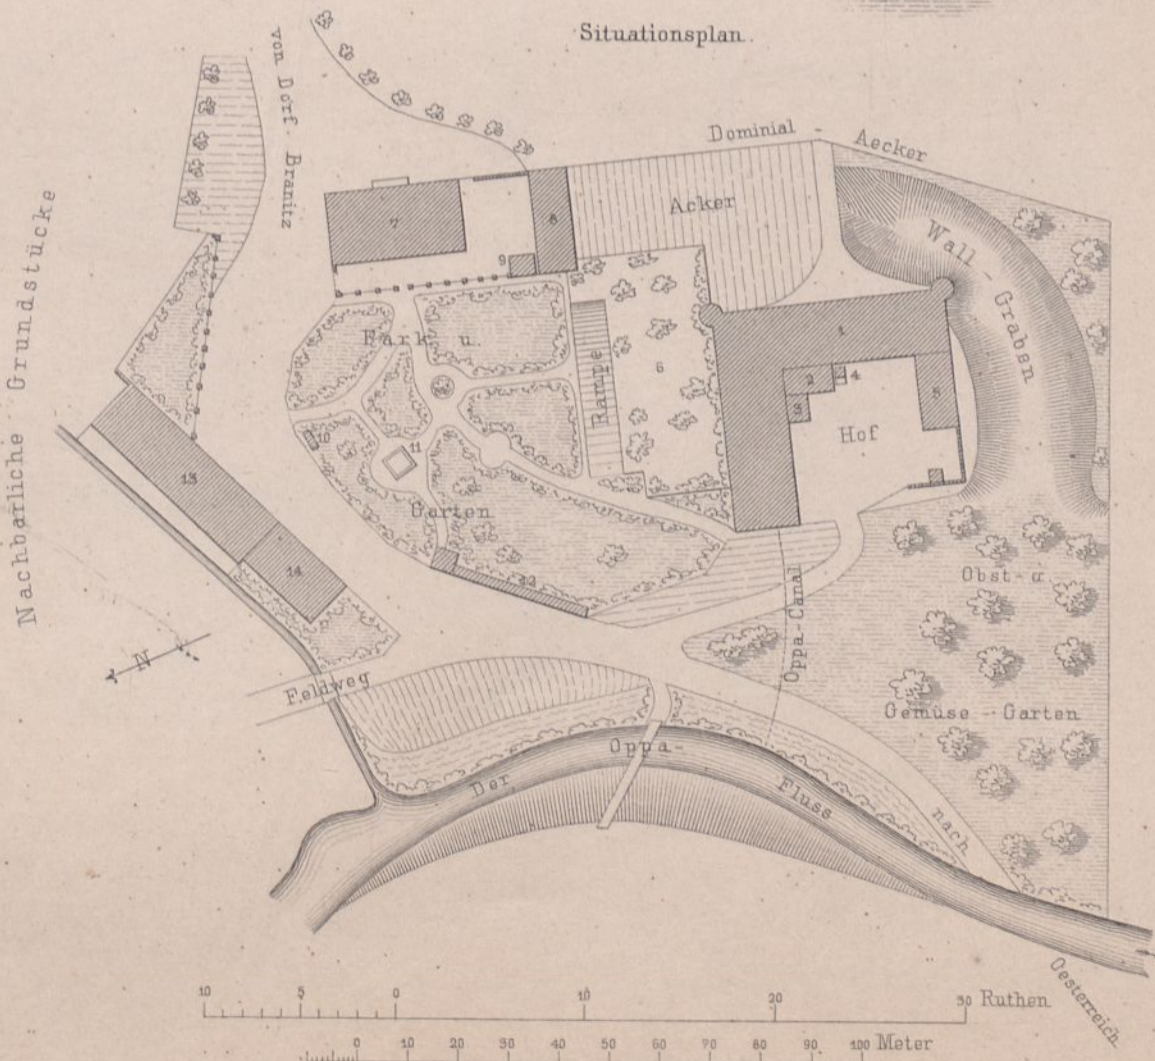 Situationsplan.
von Dorf Branitz
Dominial - Aecker
Nachbarliche Grundstücke
Acker
Wall - Graben
7
8
9
Park u.
Garten
Rampe
6
1
2
3
4
5
Hof
10
11
12
13
14
N
Oppa-Canal
Obst- u.
Gemüse - Garten
Feldweg
Der Oppa- Fluss
nach Oesterreich
10 5 0 10 20 30 Ruthen
0 10 20 30 40 50 60 70 80 90 100 Meter